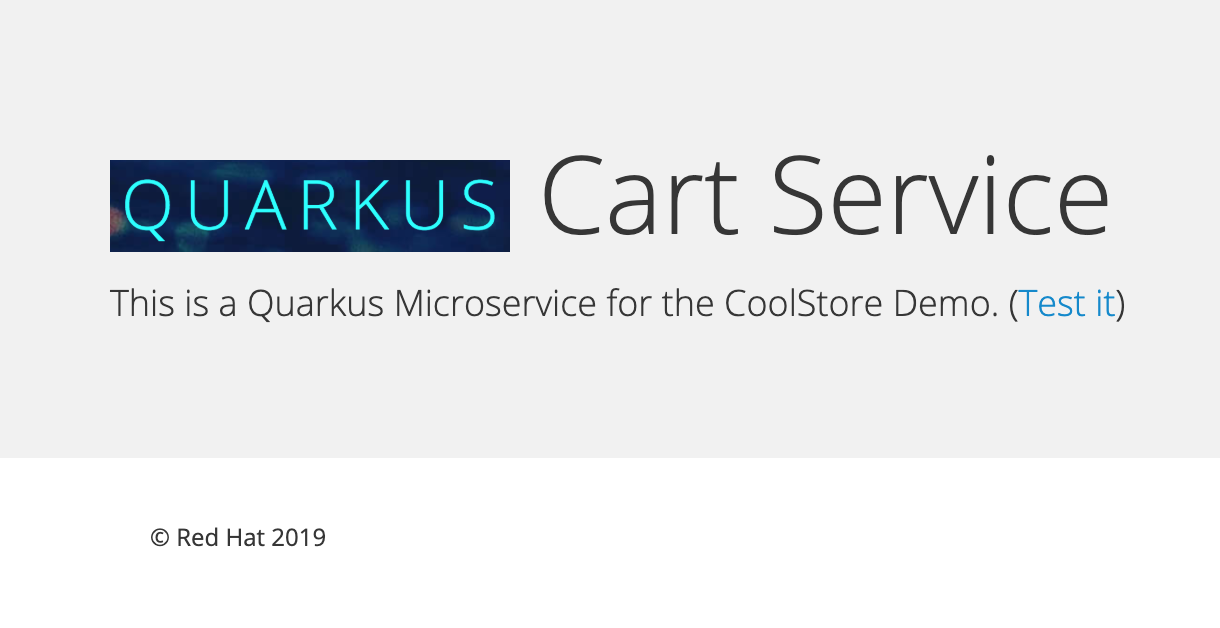 QUARKUS Cart Service
This is a Quarkus Microservice for the CoolStore Demo. (Test it)
© Red Hat 2019